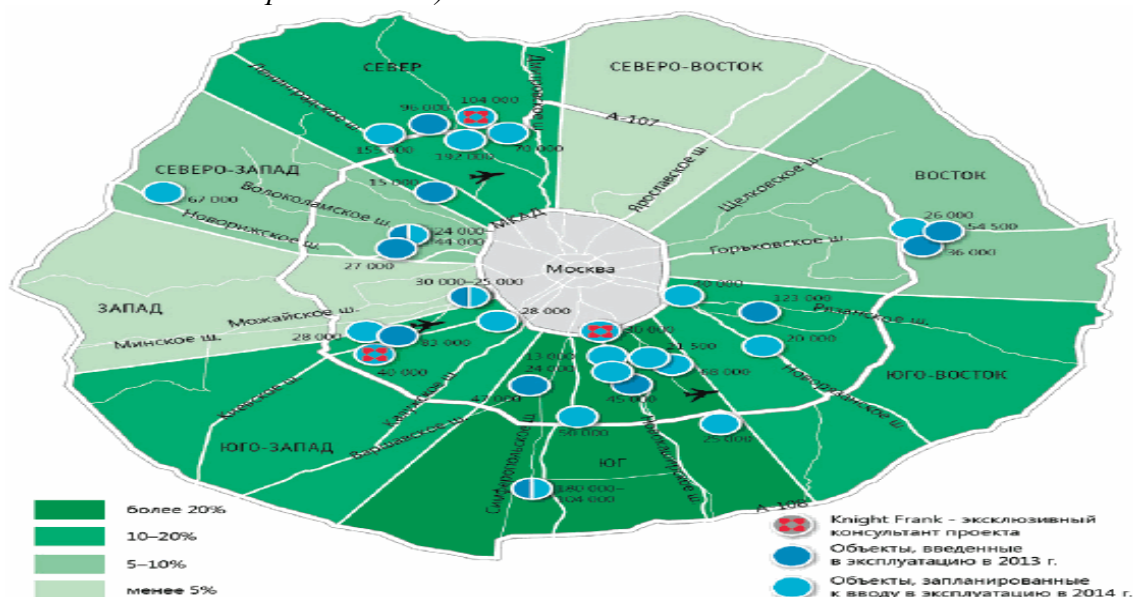 СЕВЕР
СЕВЕРО-ВОСТОК
Ленинградское ш.
Дмитровское ш.
96 000
104 000
155 000
192 000
70 000
А-107
Ярославское ш.
Щелковское ш.
ВОСТОК
СЕВЕРО-ЗАПАД
Волоколамское ш.
67 000
15 000
МКАД
Новорижское ш.
24 000
44 000
27 000
26 000
54 500
36 000
Горьковское ш.
Москва
30 000–25 000
ЗАПАД
Можайское ш.
Минское ш.
28 000
28 000
83 000
40 000
40 000
123 000
Рязанское ш.
20 000
Новорязанское ш
ЮГО-ВОСТОК
13 000
24 000
68 000
45 000
47 000
50 000
25 000
Киевское ш.
Калужское ш.
ЮГО-ЗАПАД
Варшавское ш.
Симферопольское ш
ЮГ
180 000–
104 000
А-108
более 20%
10–20%
5–10%
менее 5%
Knight Frank - эксклюзивный
консультант проекта
Объекты, введенные
в эксплуатацию в 2013 г.
Объекты, запланированные
к вводу в эксплуатацию в 2014 г.